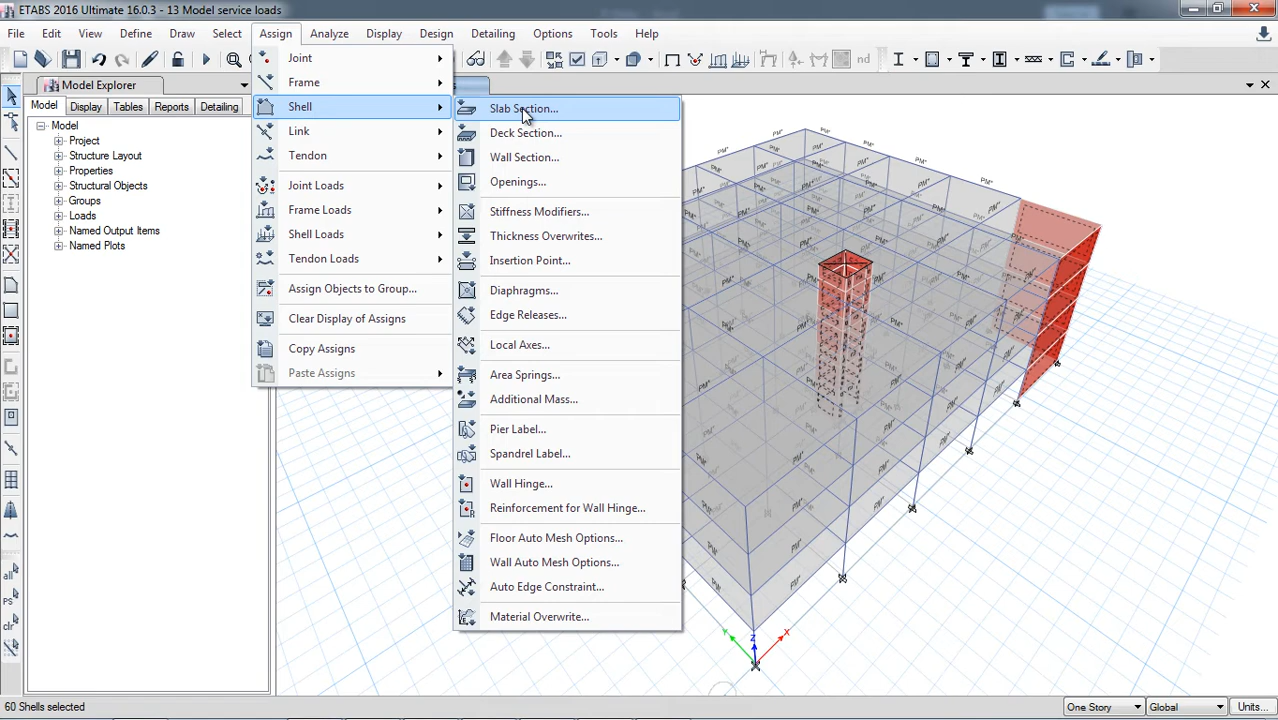 ETABS 2016 Ultimate 16.0.3 - 13 Model service loads
File Edit View Define Draw Select Assign Analyze Display Design Detailing Options Tools Help
nd
Model Explorer
Model Display Tables Reports Detailing
Model
Project
Structure Layout
Properties
Structural Objects
Groups
Loads
Named Output Items
Named Plots
all
PS
clr
Joint
Frame
Shell
Link
Tendon
Joint Loads
Frame Loads
Shell Loads
Tendon Loads
Assign Objects to Group...
Clear Display of Assigns
Copy Assigns
Paste Assigns
Slab Section...
Deck Section...
Wall Section...
Openings...
Stiffness Modifiers...
Thickness Overwrites...
Insertion Point...
Diaphragms...
Edge Releases...
Local Axes...
Area Springs...
Additional Mass...
Pier Label...
Spandrel Label...
Wall Hinge...
Reinforcement for Wall Hinge...
Floor Auto Mesh Options...
Wall Auto Mesh Options...
Auto Edge Constraint...
Material Overwrite...
Y Z X
60 Shells selected
One Story Global Units...